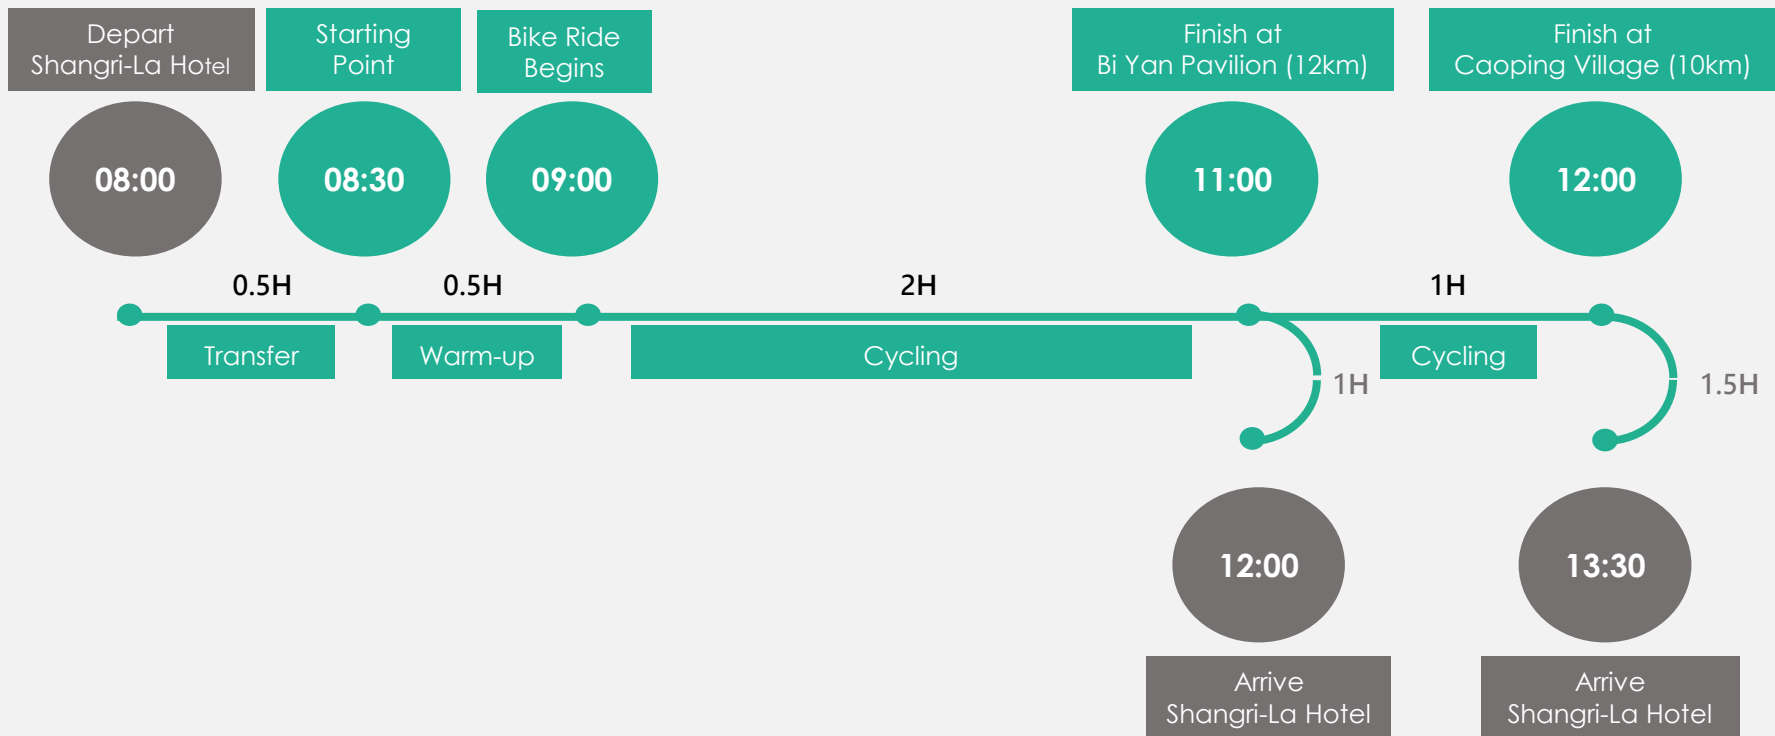 Depart
Shangri-La Hotel
Starting
Point
Bike Ride
Begins
Finish at
Bi Yan Pavilion (12km)
Finish at
Caoping Village (10km)
08:00
08:30
09:00
11:00
12:00
0.5H
0.5H
2H
1H
Transfer
Warm-up
Cycling
Cycling
1H
1.5H
12:00
13:30
Arrive
Shangri-La Hotel
Arrive
Shangri-La Hotel